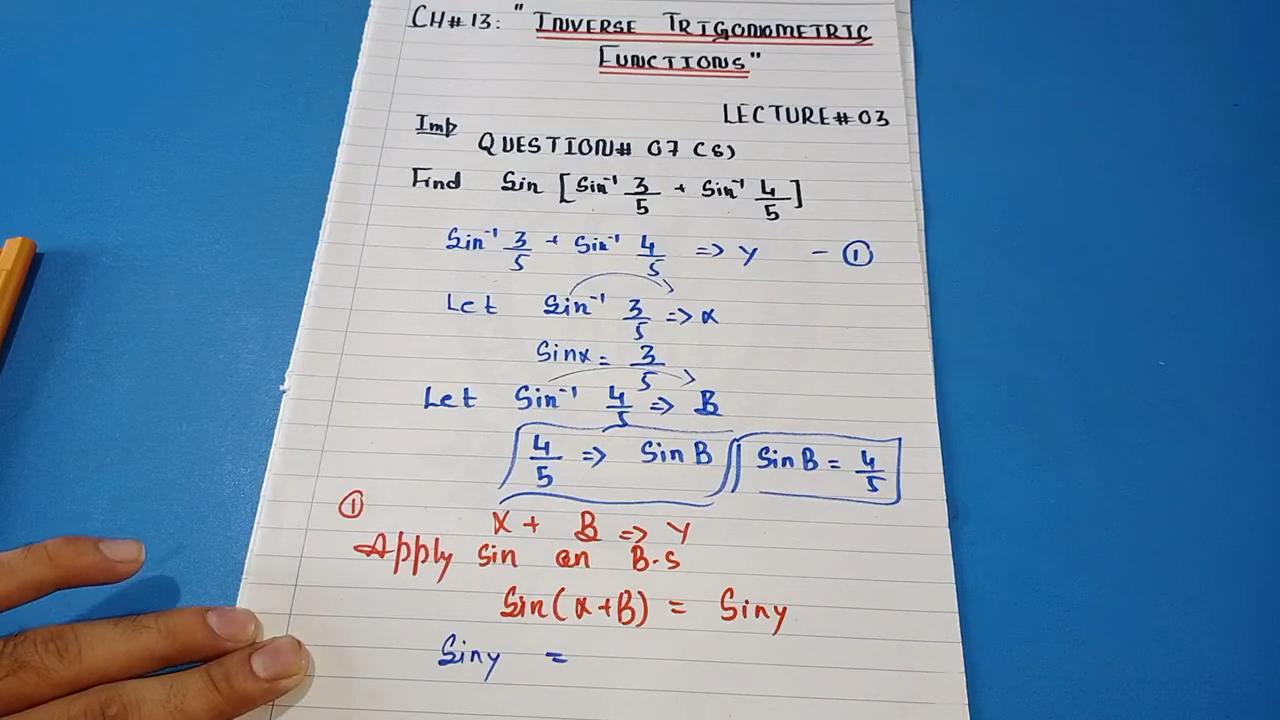 CH# 13: " INVERSE TRIGONOMETRIC
FUNCTIONS"
LECTURE# 03
Imp
QUESTION# 07 (6)
Find Sin [Sin⁻¹ 3/5 + Sin⁻¹ 4/5]
Sin⁻¹ 3/5 + Sin⁻¹ 4/5 => y - ①
Let Sin⁻¹ 3/5 => α
Sinα = 3/5
Let Sin⁻¹ 4/5 => B
4/5 => Sin B Sin B = 4/5
① α + B => y
Apply sin on B.S
Sin(α+B) = Siny
Siny =